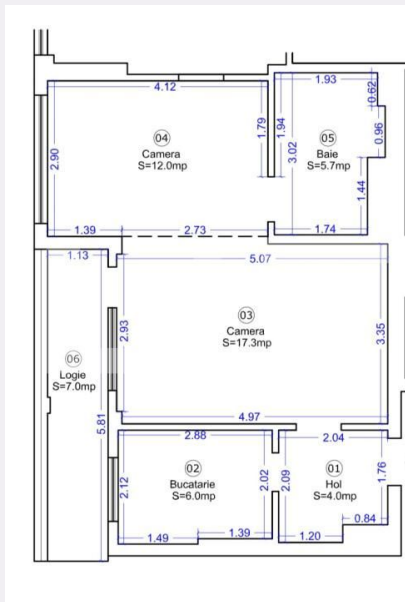 4.12
1.93
0.62
04
Camera
S=12.0mp
1.79
1.94
05
Baie
S=5.7mp
0.96
2.90
3.02
1.44
1.39
2.73
1.74
1.13
5.07
03
Camera
S=17.3mp
2.93
3.35
06
Logie
S=7.0mp
5.81
4.97
2.88
2.04
02
Bucatarie
S=6.0mp
2.12
2.02
2.09
01
Hol
S=4.0mp
1.76
1.49
1.39
1.20
0.84